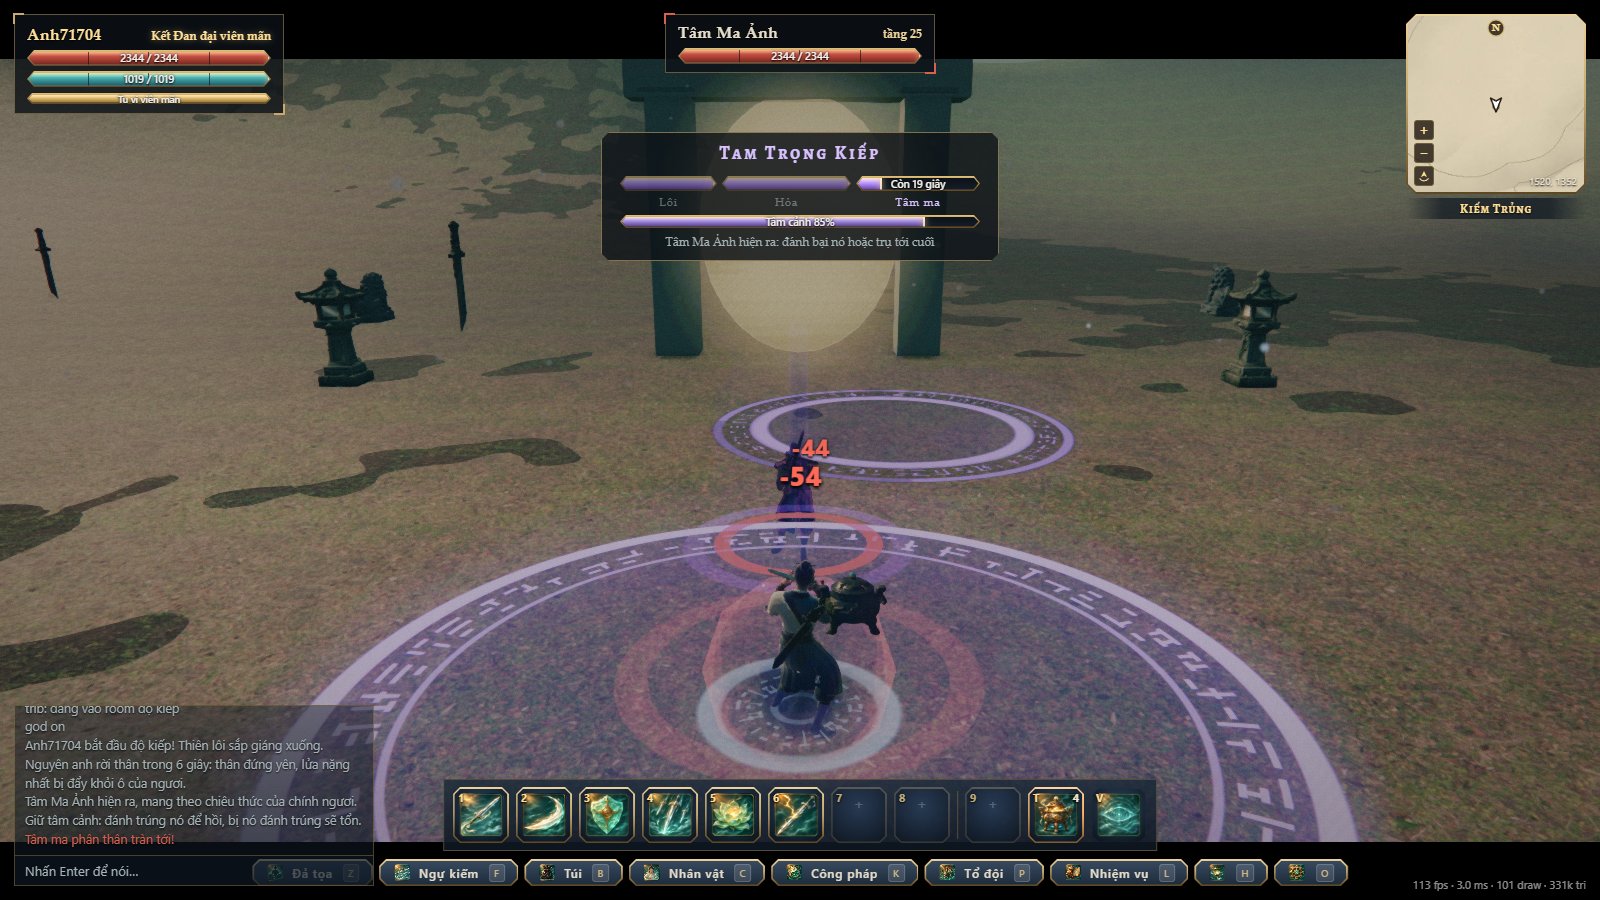 Anh71704 Kết Đan đại viên mãn
2344 / 2344
1019 / 1019
Tu vi viên mãn
Tâm Ma Ảnh tầng 25
2344 / 2344
N
+
−
1520, 1352
KIẾM TRỦNG
TAM TRỌNG KIẾP
Còn 19 giây
Lôi Hỏa Tâm ma
Tâm cảnh 85%
Tâm Ma Ảnh hiện ra: đánh bại nó hoặc trụ tới cuối
-44
-54
god on
Anh71704 bắt đầu độ kiếp! Thiên lôi sắp giáng xuống.
Nguyên anh rời thân trong 6 giây: thân đứng yên, lửa nặng
nhất bị đẩy khỏi ô của ngươi.
Tâm Ma Ảnh hiện ra, mang theo chiêu thức của chính ngươi.
Giữ tâm cảnh: đánh trúng nó để hồi, bị nó đánh trúng sẽ tổn.
Tâm ma phân thân tràn tới!
Nhấn Enter để nói...
1 2 3 4 5 6 7 8 9 T 4 V
Đả tọa Z Ngự kiếm F Túi B Nhân vật C Công pháp K Tổ đội P Nhiệm vụ L H O
113 fps · 3.0 ms · 101 draw · 331k tri